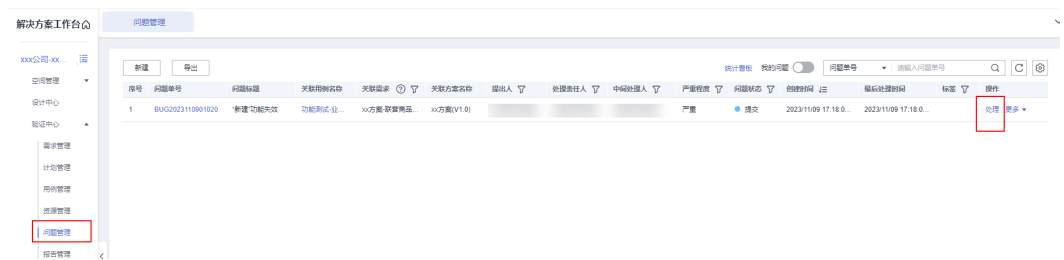 解决方案工作台
问题管理
xxx公司-xx...
空间管理
设计中心
验证中心
需求管理
计划管理
用例管理
资源管理
问题管理
报告管理
新建 导出 统计看板 我的问题 问题单号 请输入问题单号
序号 问题单号 问题标题 关联用例名称 关联需求 关联方案名称 提出人 处理责任人 中间处理人 严重程度 问题状态 创建时间 最后处理时间 标签 操作
1 BUG2023110901020 “新建”功能失效 功能测试-业... xx方案-联营商品... xx方案(V1.0) 严重 提交 2023/11/09 17:18:0... 2023/11/09 17:18:0... 处理 更多